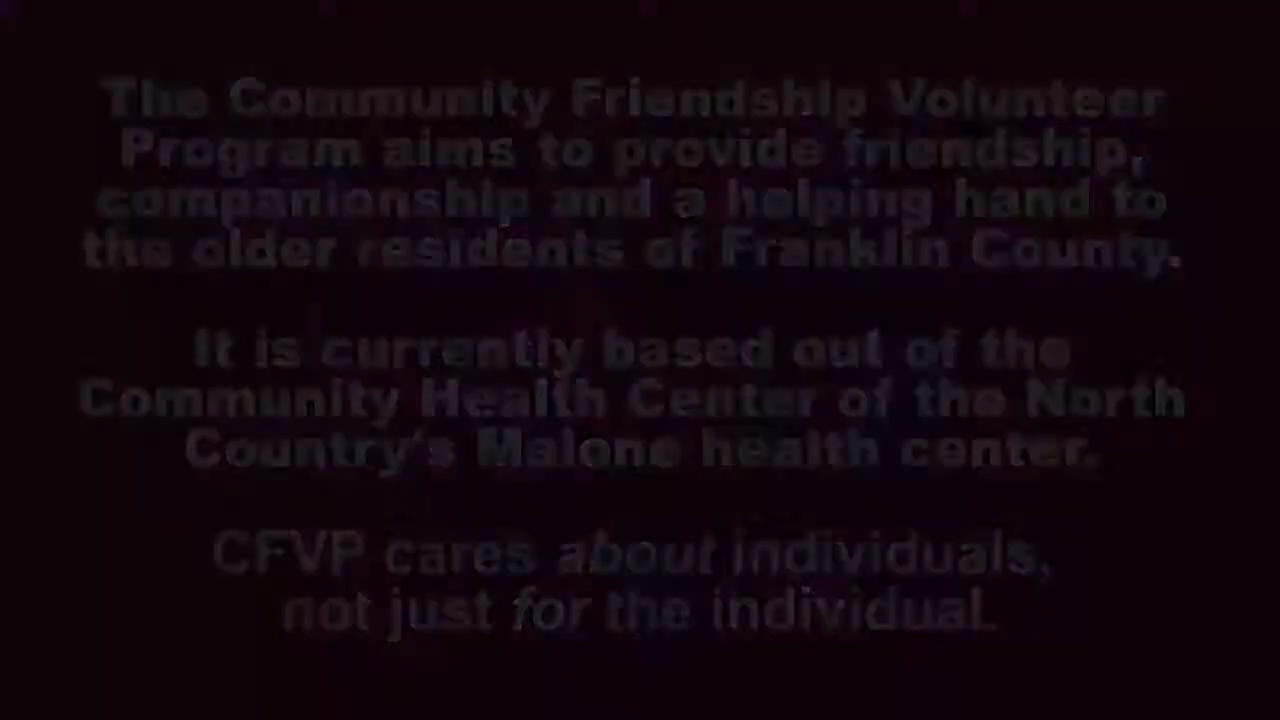 The Community Friendship Volunteer
Program aims to provide friendship,
companionship and a helping hand to
the older residents of Franklin County.
It is currently based out of the
Community Health Center of the North
Country's Malone health center.
CFVP cares about individuals,
not just for the individual.